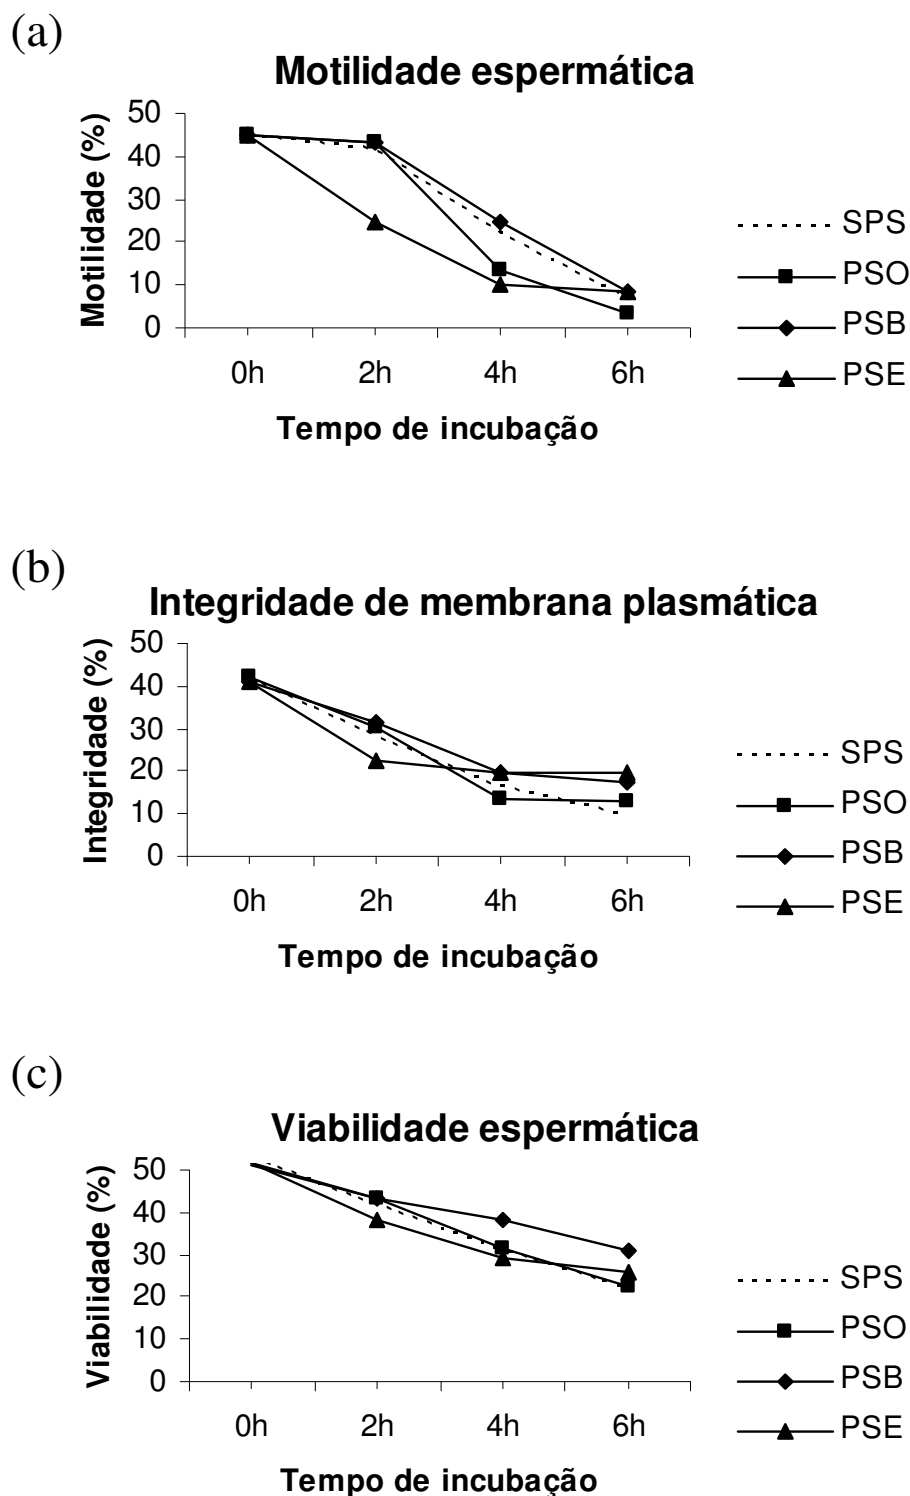 (a)
Motilidade espermática
Motilidade (%)
50
40
30
20
10
0
0h 2h 4h 6h
Tempo de incubação
SPS
PSO
PSB
PSE
(b)
Integridade de membrana plasmática
Integridade (%)
50
40
30
20
10
0
0h 2h 4h 6h
Tempo de incubação
SPS
PSO
PSB
PSE
(c)
Viabilidade espermática
Viabilidade (%)
50
40
30
20
10
0
0h 2h 4h 6h
Tempo de incubação
SPS
PSO
PSB
PSE